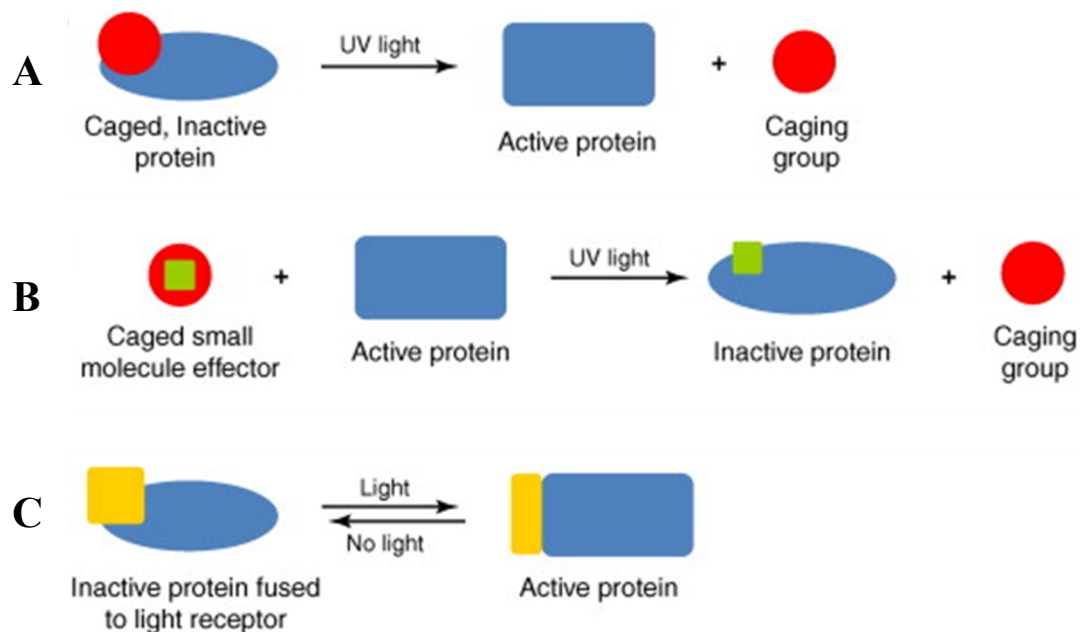 A
UV light
+
Caged, Inactive
protein
Active protein
Caging
group
B
+
UV light
+
Caged small
molecule effector
Active protein
Inactive protein
Caging
group
C
Light
No light
Inactive protein fused
to light receptor
Active protein